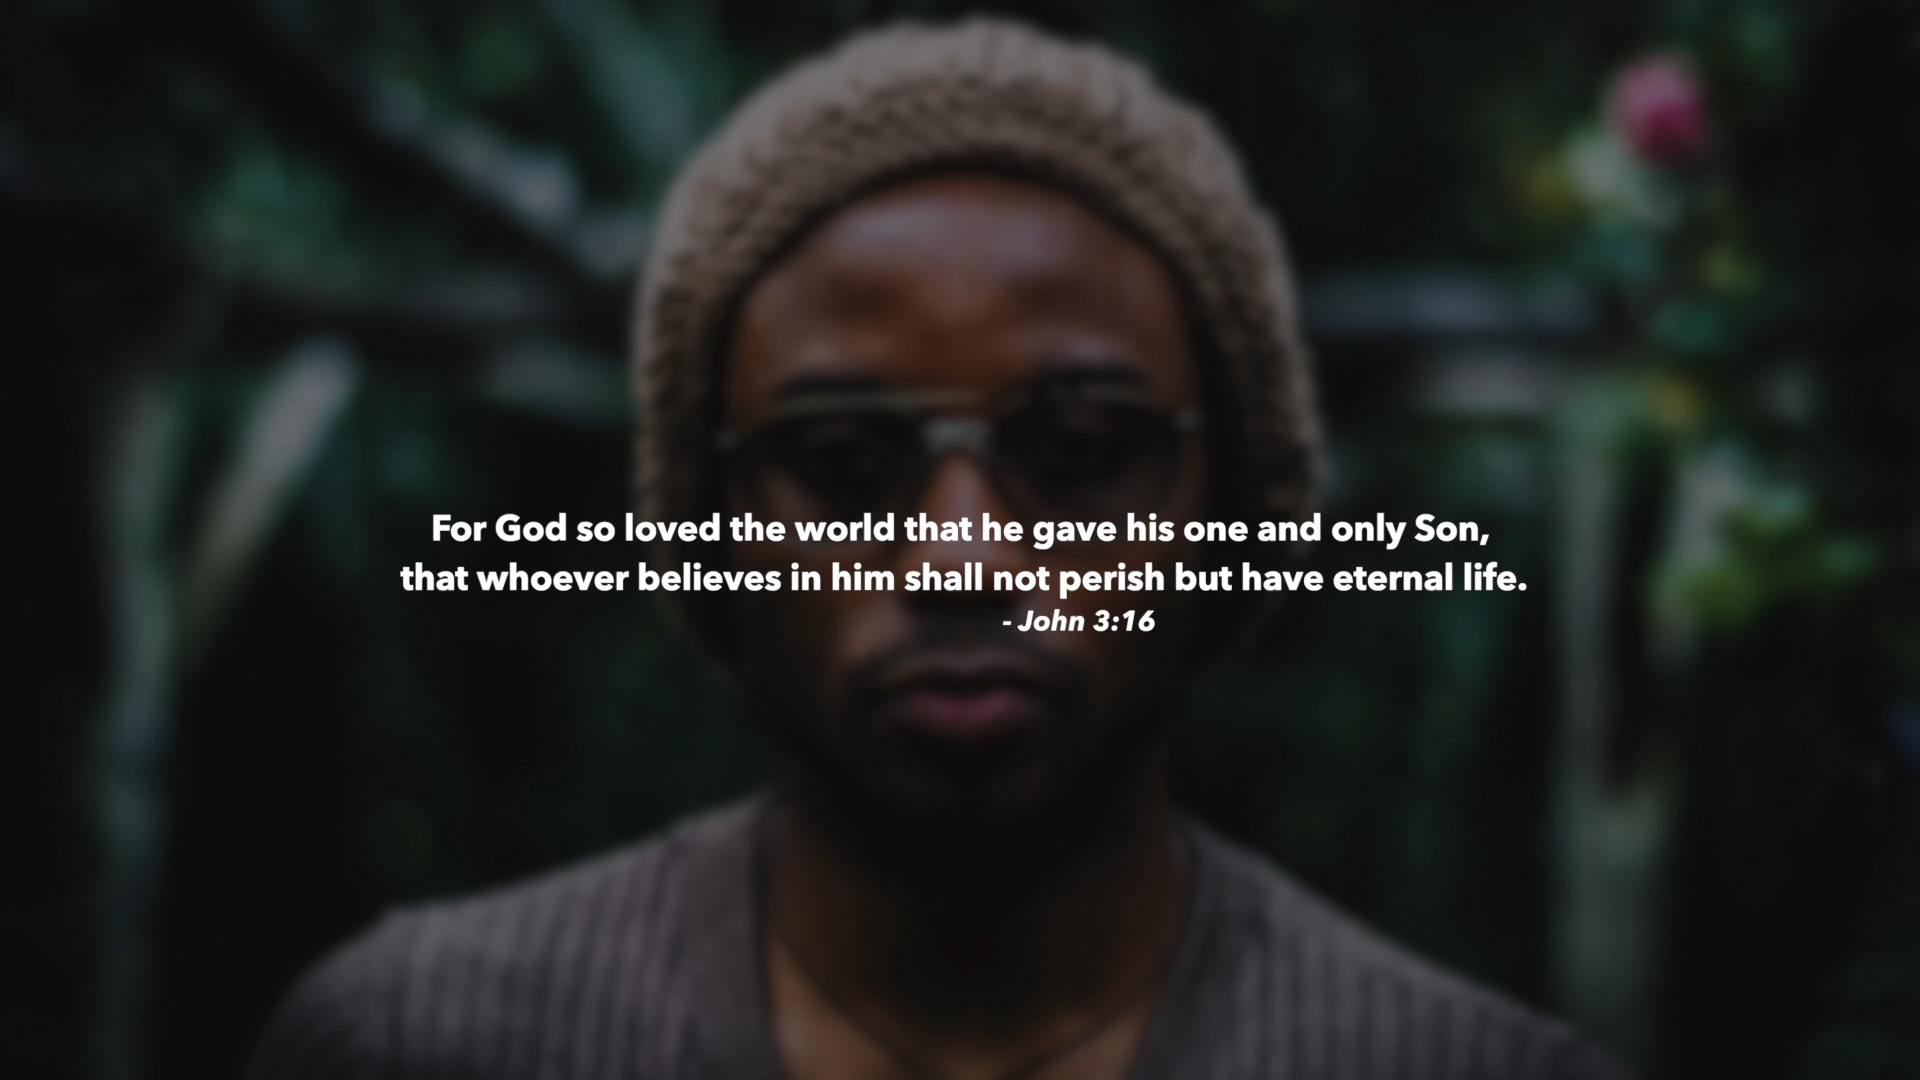 For God so loved the world that he gave his one and only Son,
that whoever believes in him shall not perish but have eternal life.
- John 3:16